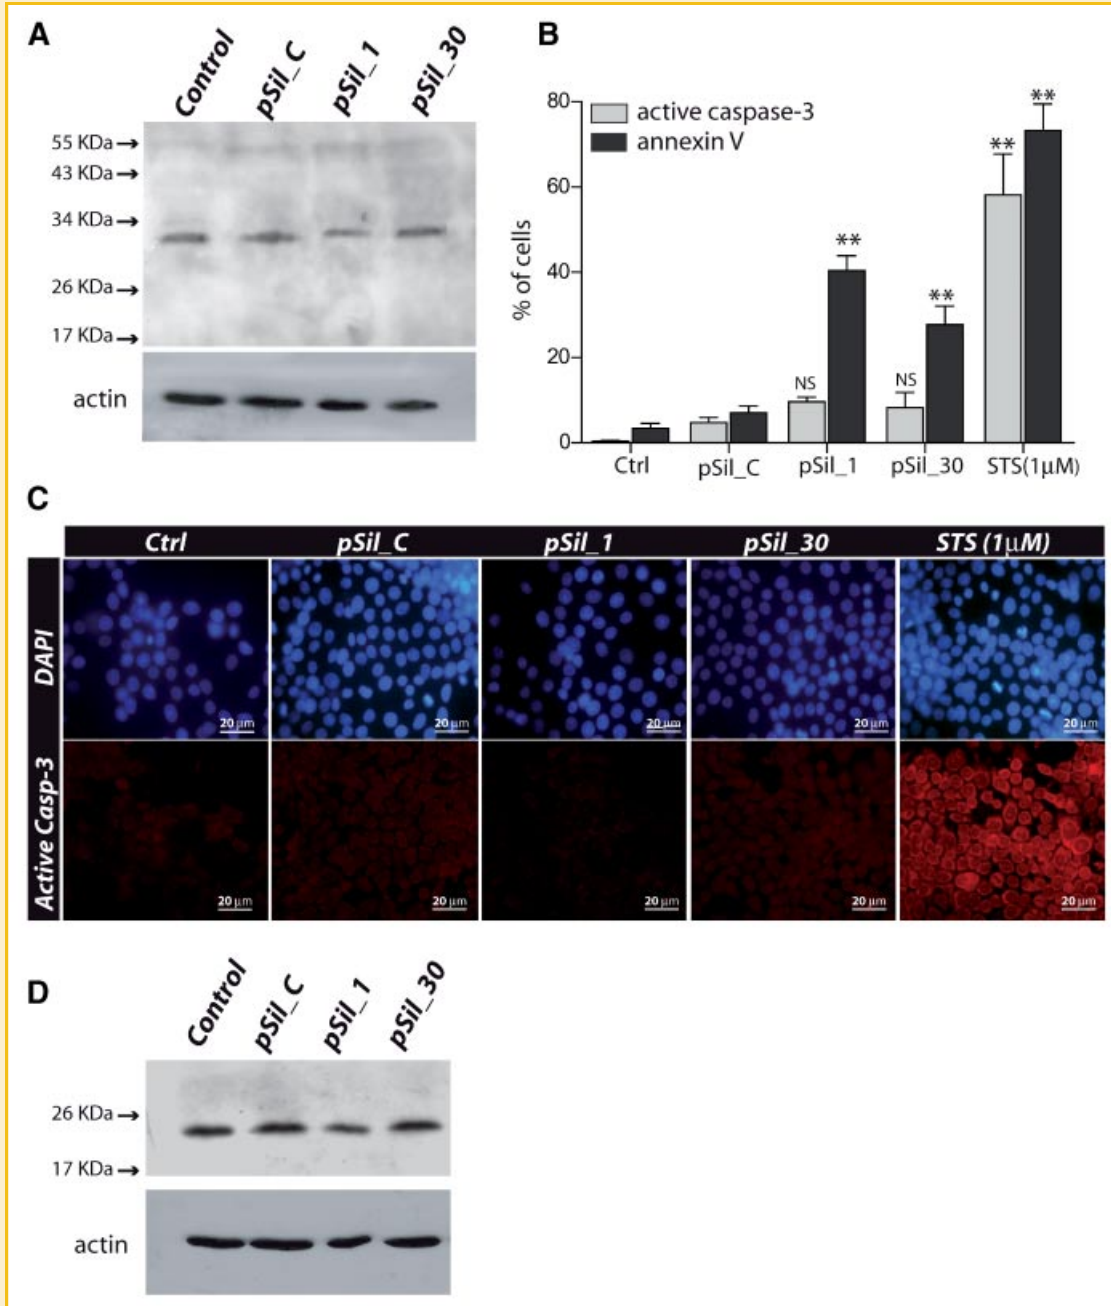 A
Control
pSil_C
pSil_1
pSil_30
55 KDa→
43 KDa→
34 KDa→
26 KDa→
17 KDa→
actin
B
80
60
40
20
0
% of cells
active caspase-3
annexin V
NS
**
NS
**
**
**
Ctrl
pSil_C
pSil_1
pSil_30
STS(1µM)
C
Ctrl
pSil_C
pSil_1
pSil_30
STS (1µM)
DAPI
20 µm
20 µm
20 µm
20 µm
20 µm
Active Casp-3
20 µm
20 µm
20 µm
20 µm
20 µm
D
Control
pSil_C
pSil_1
pSil_30
26 KDa→
17 KDa→
actin